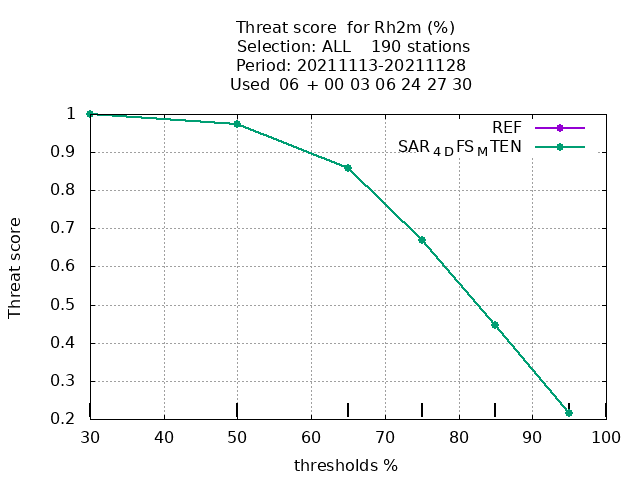 Threat score for Rh2m (%)
Selection: ALL 190 stations
Period: 20211113-20211128
Used 06 + 00 03 06 24 27 30
REF
SAR4DFSMTEN
1
0.9
0.8
0.7
0.6
0.5
0.4
0.3
0.2
Threat score
30 40 50 60 70 80 90 100
thresholds %